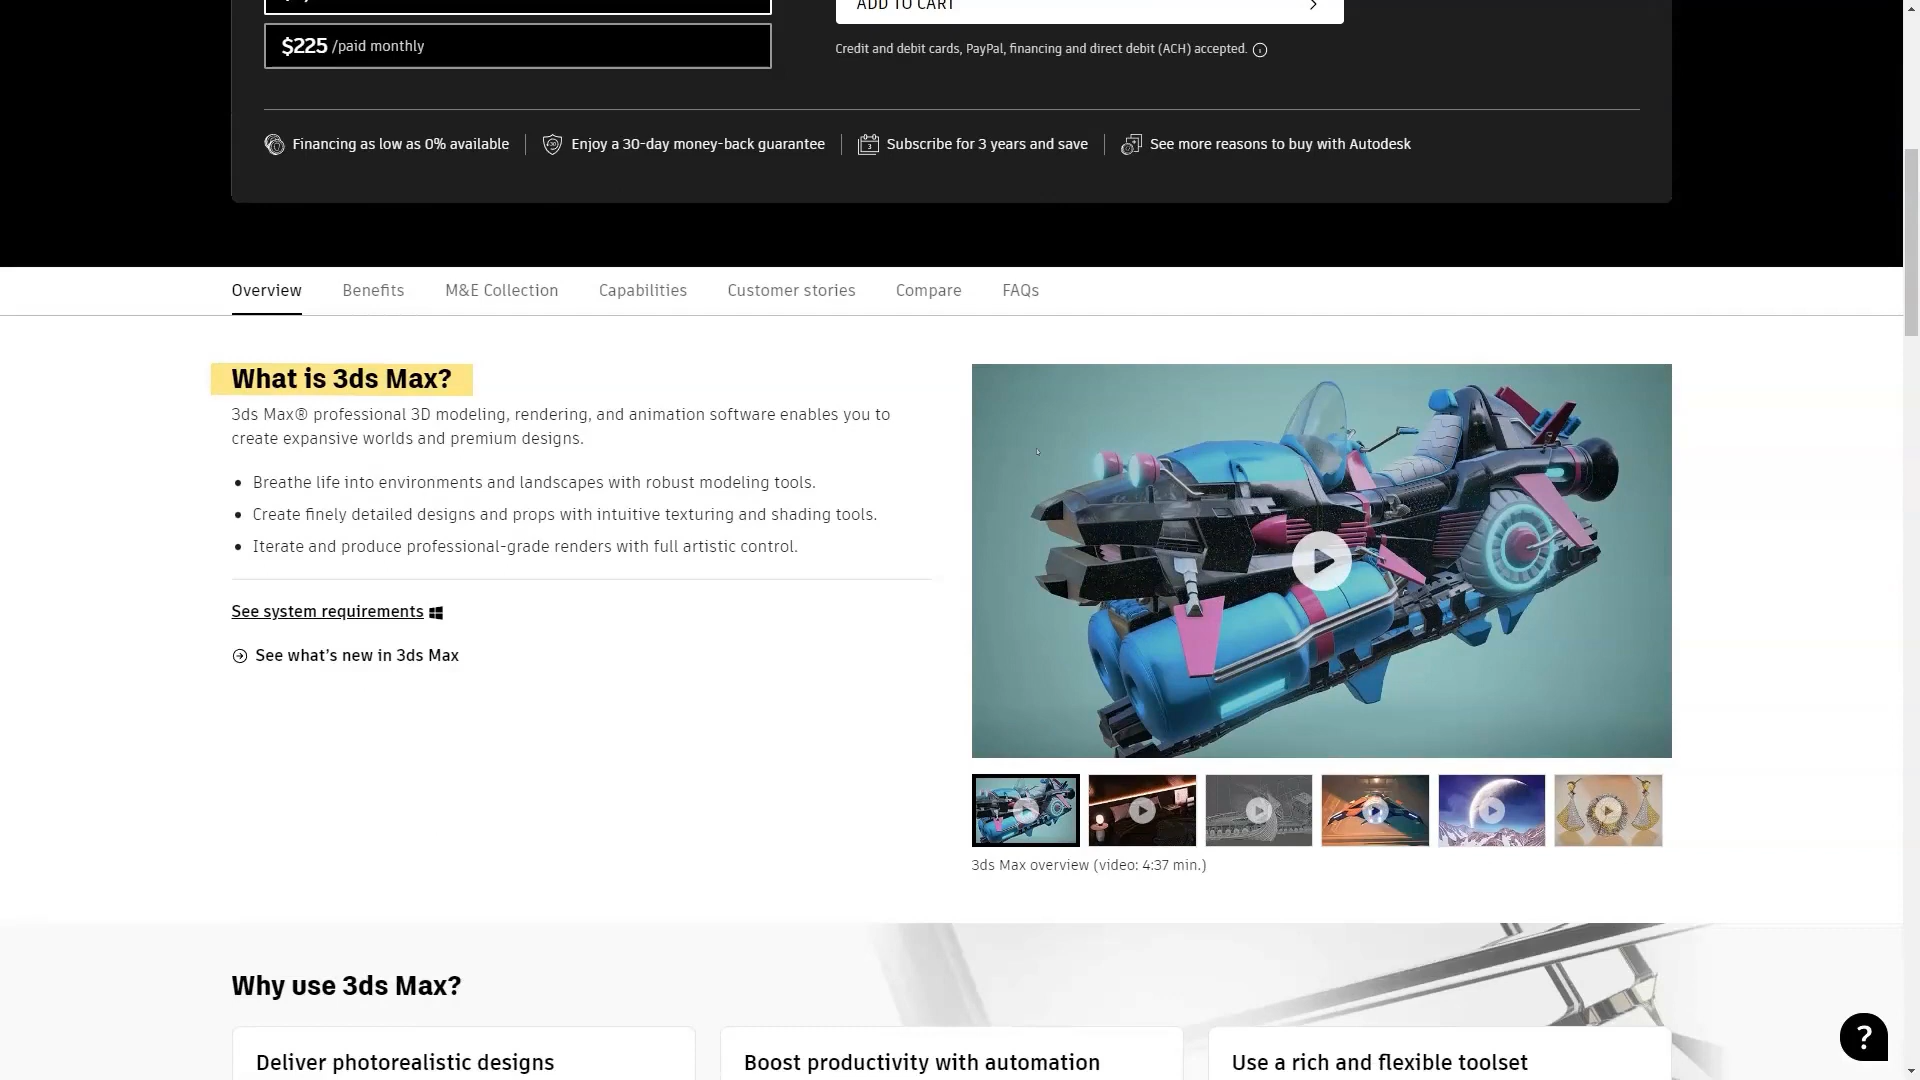 ADD TO CART
$225 /paid monthly
Credit and debit cards, PayPal, financing and direct debit (ACH) accepted.
Financing as low as 0% available
Enjoy a 30-day money-back guarantee
Subscribe for 3 years and save
See more reasons to buy with Autodesk
Overview
Benefits
M&E Collection
Capabilities
Customer stories
Compare
FAQs
What is 3ds Max?
3ds Max® professional 3D modeling, rendering, and animation software enables you to
create expansive worlds and premium designs.
Breathe life into environments and landscapes with robust modeling tools.
Create finely detailed designs and props with intuitive texturing and shading tools.
Iterate and produce professional-grade renders with full artistic control.
See system requirements
See what’s new in 3ds Max
3ds Max overview (video: 4:37 min.)
Why use 3ds Max?
Deliver photorealistic designs
Boost productivity with automation
Use a rich and flexible toolset
?